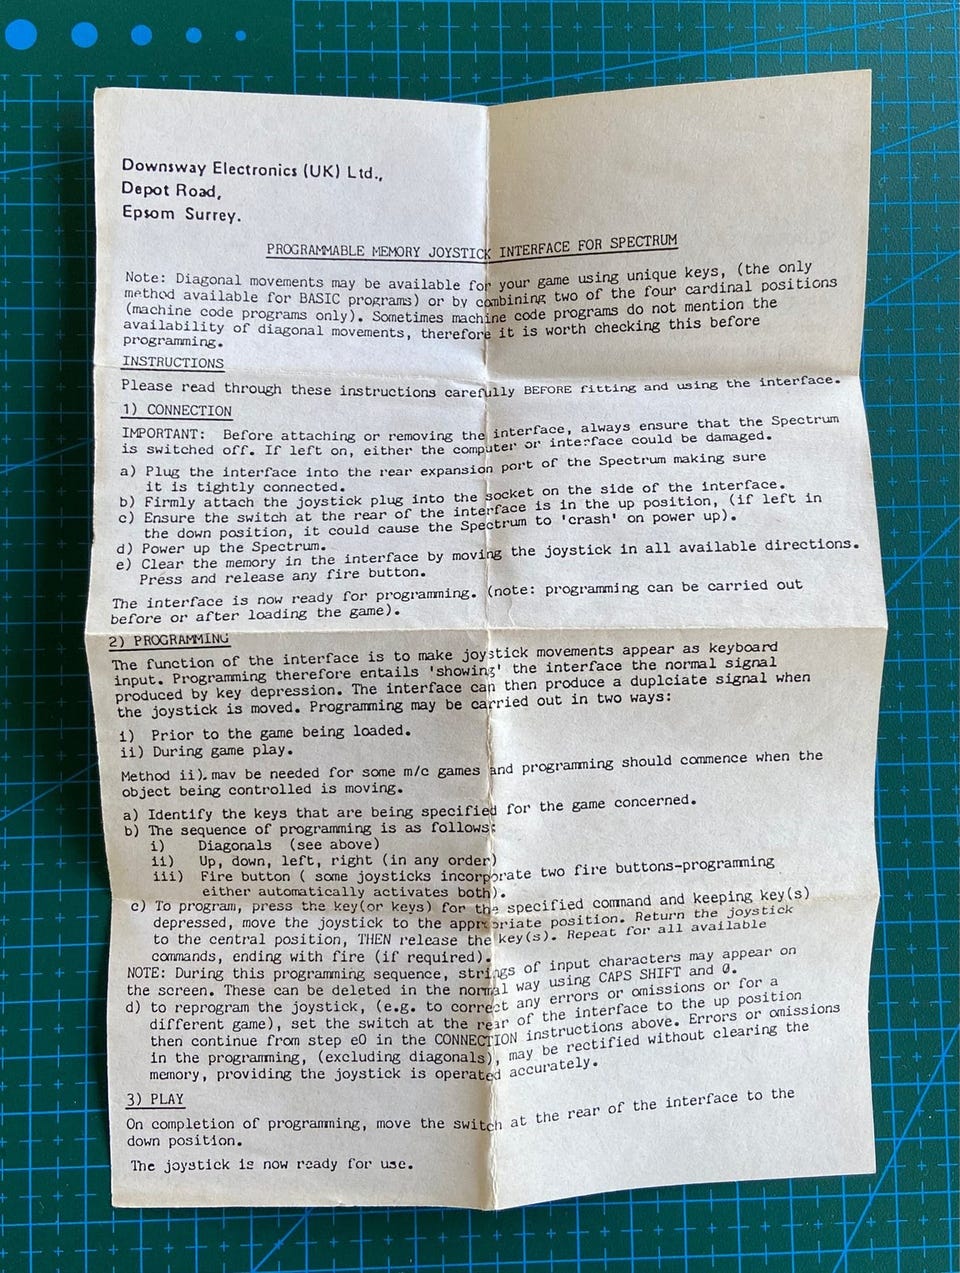 Downsway Electronics (UK) Ltd.,
Depot Road,
Epsom Surrey.
PROGRAMMABLE MEMORY JOYSTICK INTERFACE FOR SPECTRUM
Note: Diagonal movements may be available for your game using unique keys, (the only
method available for BASIC programs) or by combining two of the four cardinal positions
(machine code programs only). Sometimes machine code programs do not mention the
availability of diagonal movements, therefore it is worth checking this before
programming.
INSTRUCTIONS
Please read through these instructions carefully BEFORE fitting and using the interface.
1) CONNECTION
IMPORTANT: Before attaching or removing the interface, always ensure that the Spectrum
is switched off. If left on, either the computer or interface could be damaged.
a) Plug the interface into the rear expansion port of the Spectrum making sure
it is tightly connected.
b) Firmly attach the joystick plug into the socket on the side of the interface.
c) Ensure the switch at the rear of the interface is in the up position, (if left in
the down position, it could cause the Spectrum to 'crash' on power up).
d) Power up the Spectrum.
e) Clear the memory in the interface by moving the joystick in all available directions.
Press and release any fire button.
The interface is now ready for programming. (note: programming can be carried out
before or after loading the game).
2) PROGRAMMING
The function of the interface is to make joystick movements appear as keyboard
input. Programming therefore entails 'showing' the interface the normal signal
produced by key depression. The interface can then produce a duplciate signal when
the joystick is moved. Programming may be carried out in two ways:
i) Prior to the game being loaded.
ii) During game play.
Method ii). may be needed for some m/c games and programming should commence when the
object being controlled is moving.
a) Identify the keys that are being specified for the game concerned.
b) The sequence of programming is as follows:
i) Diagonals (see above)
ii) Up, down, left, right (in any order)
iii) Fire button ( some joysticks incorporate two fire buttons-programming
either automatically activates both).
c) To program, press the key(or keys) for the specified command and keeping key(s)
depressed, move the joystick to the appropriate position. Return the joystick
to the central position, THEN release the key(s). Repeat for all available
commands, ending with fire (if required).
NOTE: During this programming sequence, strings of input characters may appear on
the screen. These can be deleted in the normal way using CAPS SHIFT and 0.
d) to reprogram the joystick, (e.g. to correct any errors or omissions or for a
different game), set the switch at the rear of the interface to the up position
then continue from step e0 in the CONNECTION instructions above. Errors or omissions
in the programming, (excluding diagonals), may be rectified without clearing the
memory, providing the joystick is operated accurately.
3) PLAY
On completion of programming, move the switch at the rear of the interface to the
down position.
The joystick is now ready for use.